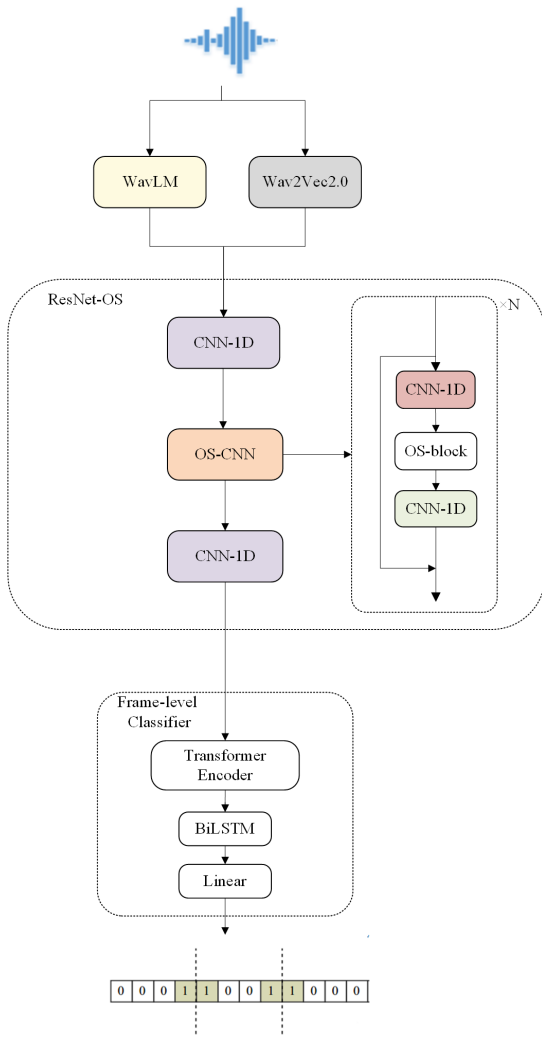 WavLM
Wav2Vec2.0
ResNet-OS
×N
CNN-1D
CNN-1D
OS-CNN
OS-block
CNN-1D
CNN-1D
Frame-level
Classifier
Transformer
Encoder
BiLSTM
Linear
0 0 0 1 1 0 0 1 1 0 0 0